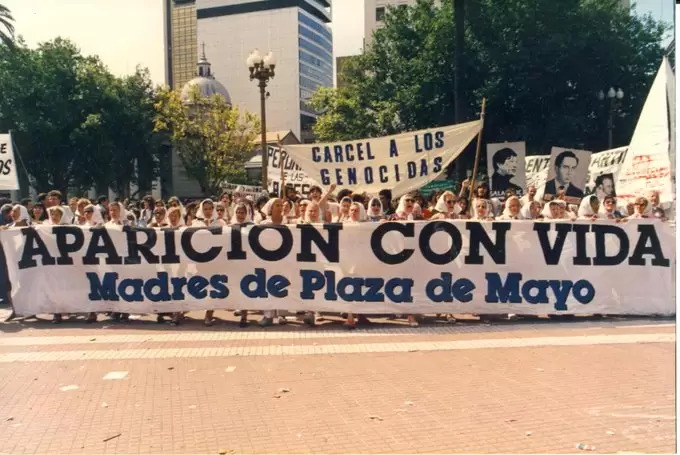 CARCEL A LOS
GENOCIDAS
APARICION CON VIDA
Madres de Plaza de Mayo